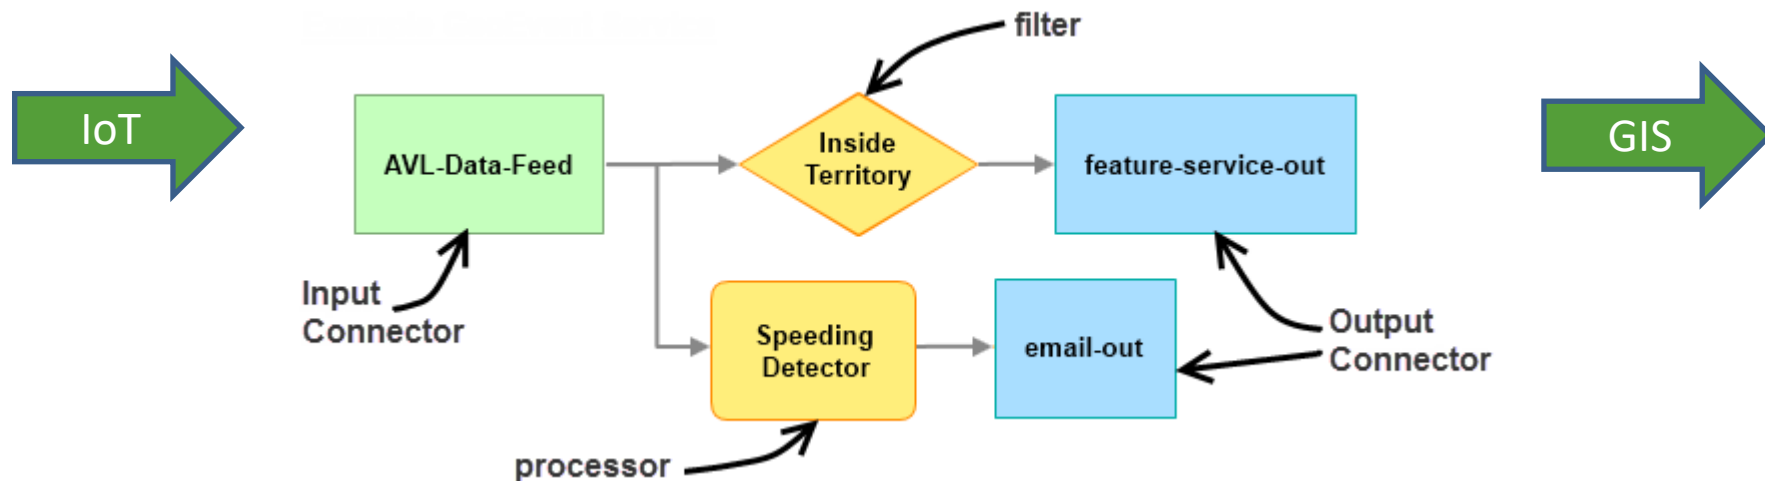 filter
IoT
AVL-Data-Feed
Inside
Territory
feature-service-out
GIS
Input
Connector
Speeding
Detector
email-out
Output
Connector
processor